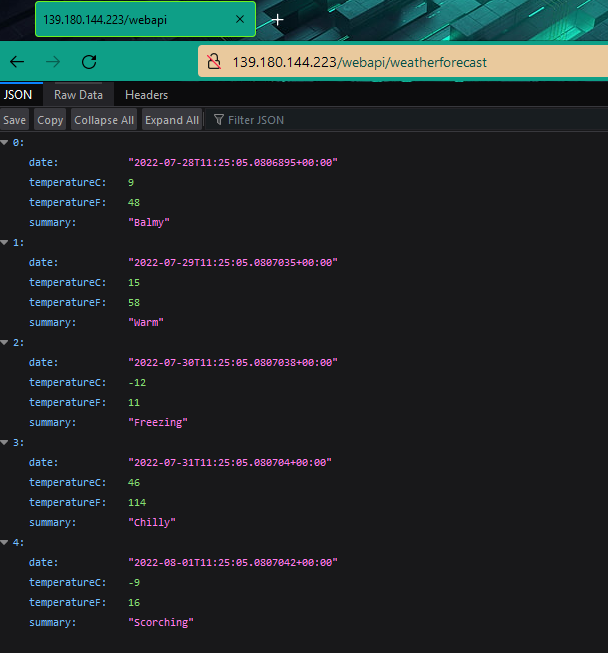 139.180.144.223/webapi
139.180.144.223/webapi/weatherforecast
JSON Raw Data Headers
Save Copy Collapse All Expand All Filter JSON
0:
date: "2022-07-28T11:25:05.0806895+00:00"
temperatureC: 9
temperatureF: 48
summary: "Balmy"
1:
date: "2022-07-29T11:25:05.0807035+00:00"
temperatureC: 15
temperatureF: 58
summary: "Warm"
2:
date: "2022-07-30T11:25:05.0807038+00:00"
temperatureC: -12
temperatureF: 11
summary: "Freezing"
3:
date: "2022-07-31T11:25:05.080704+00:00"
temperatureC: 46
temperatureF: 114
summary: "Chilly"
4:
date: "2022-08-01T11:25:05.0807042+00:00"
temperatureC: -9
temperatureF: 16
summary: "Scorching"